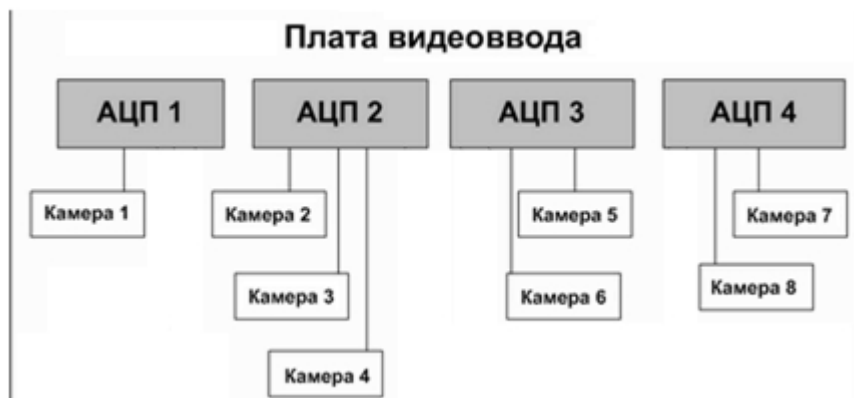 Плата видеоввода
АЦП 1
АЦП 2
АЦП 3
АЦП 4
Камера 1
Камера 2
Камера 5
Камера 7
Камера 3
Камера 6
Камера 8
Камера 4